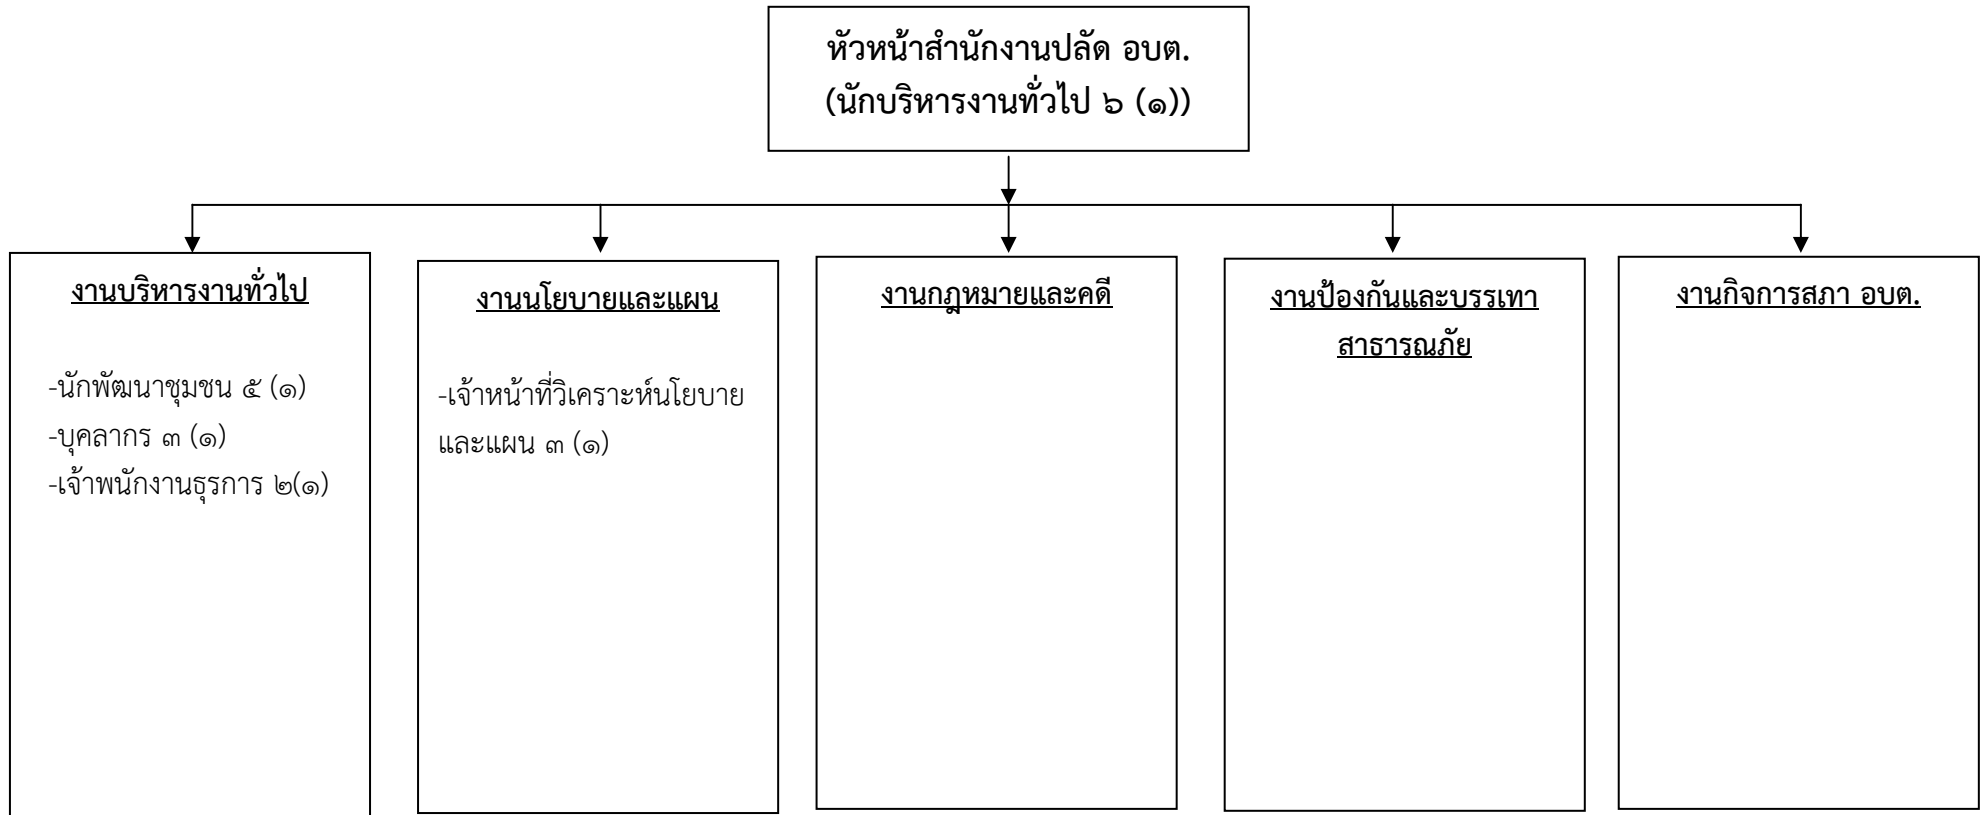 หัวหน้าสำนักงานปลัด อบต.
(นักบริหารงานทั่วไป ๖ (๑))
งานบริหารงานทั่วไป
-นักพัฒนาชุมชน ๕ (๑)
-บุคลากร ๓ (๑)
-เจ้าพนักงานธุรการ ๒(๑)
งานนโยบายและแผน
-เจ้าหน้าที่วิเคราะห์นโยบาย
และแผน ๓ (๑)
งานกฎหมายและคดี
งานป้องกันและบรรเทา
สาธารณภัย
งานกิจการสภา อบต.